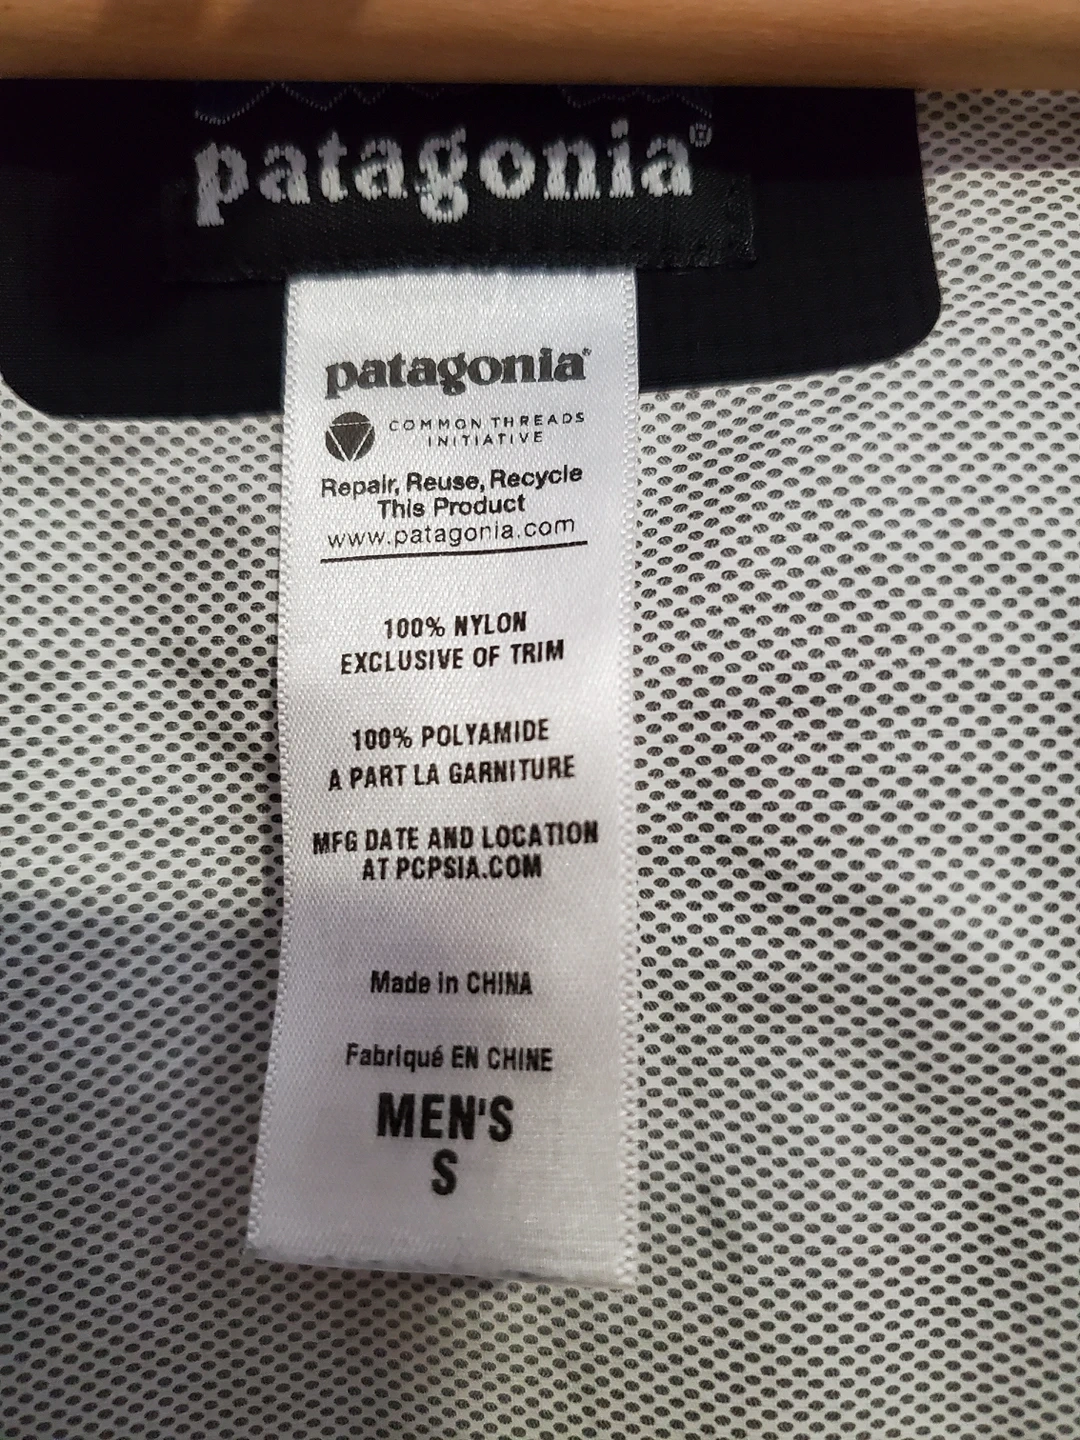 patagonia®
patagonia®
COMMON THREADS
INITIATIVE
Repair, Reuse, Recycle
This Product
www.patagonia.com
100% NYLON
EXCLUSIVE OF TRIM
100% POLYAMIDE
A PART LA GARNITURE
MFG DATE AND LOCATION
AT PCPSIA.COM
Made in CHINA
Fabriqué EN CHINE
MEN'S
S